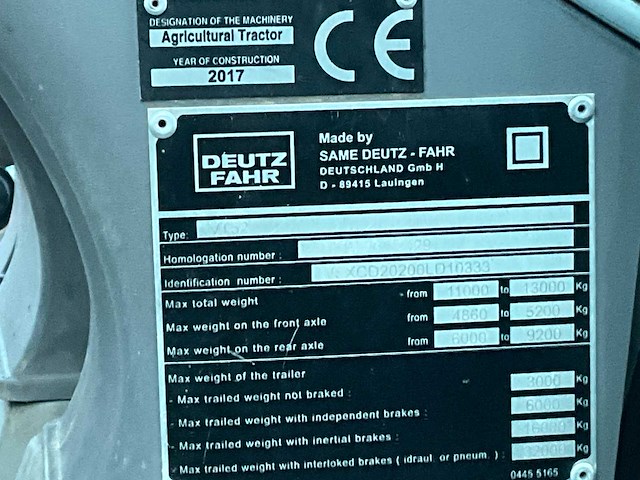 DESIGNATION OF THE MACHINERY
Agricultural Tractor
YEAR OF CONSTRUCTION
2017
CE
DEUTZ
FAHR
Made by
SAME DEUTZ - FAHR
DEUTSCHLAND Gmb H
D - 89415 Lauingen
Type:
Homologation number :
Identification number :
Max total weight from 11000 to 13000 Kg
Max weight on the front axle from 4860 to 5200 Kg
Max weight on the rear axle from 6000 to 9200 Kg
Max weight of the trailer
- Max trailed weight not braked : 3000 Kg
- Max trailed weight with independent brakes : 6000 Kg
- Max trailed weight with inertial brakes : Kg
- Max trailed weight with interloked brakes ( idraul. or pneum. ) : Kg
0445 5165